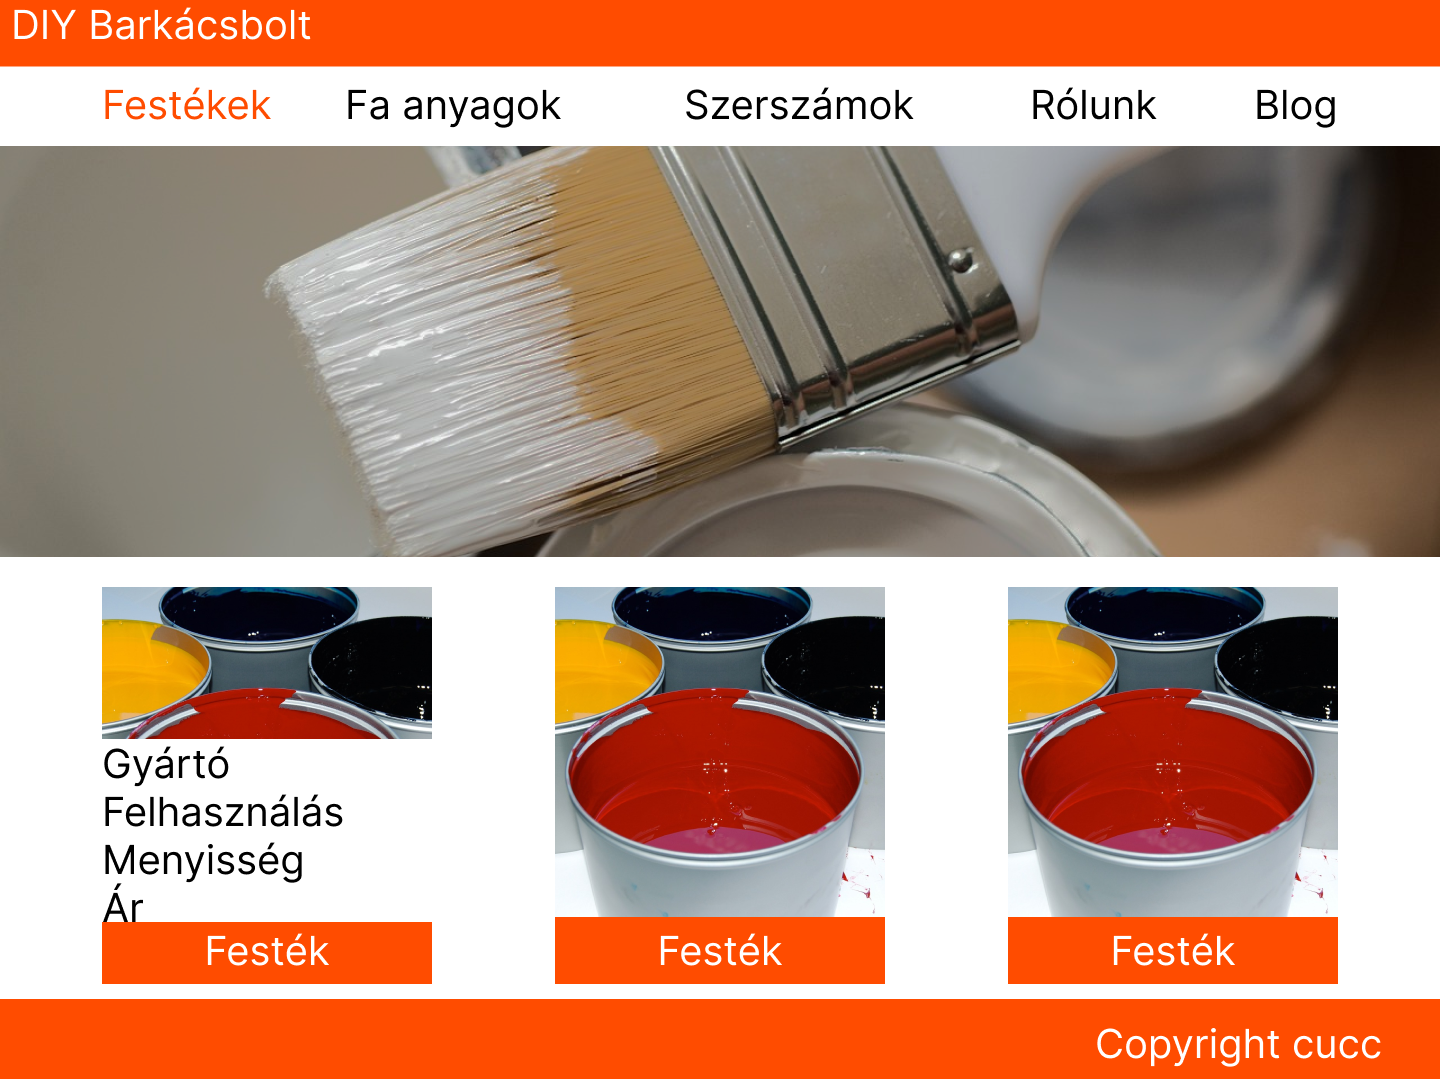 DIY Barkácsbolt
Festékek Fa anyagok Szerszámok Rólunk Blog
Gyártó
Felhasználás
Menyisség
Ár
Festék Festék Festék
Copyright cucc